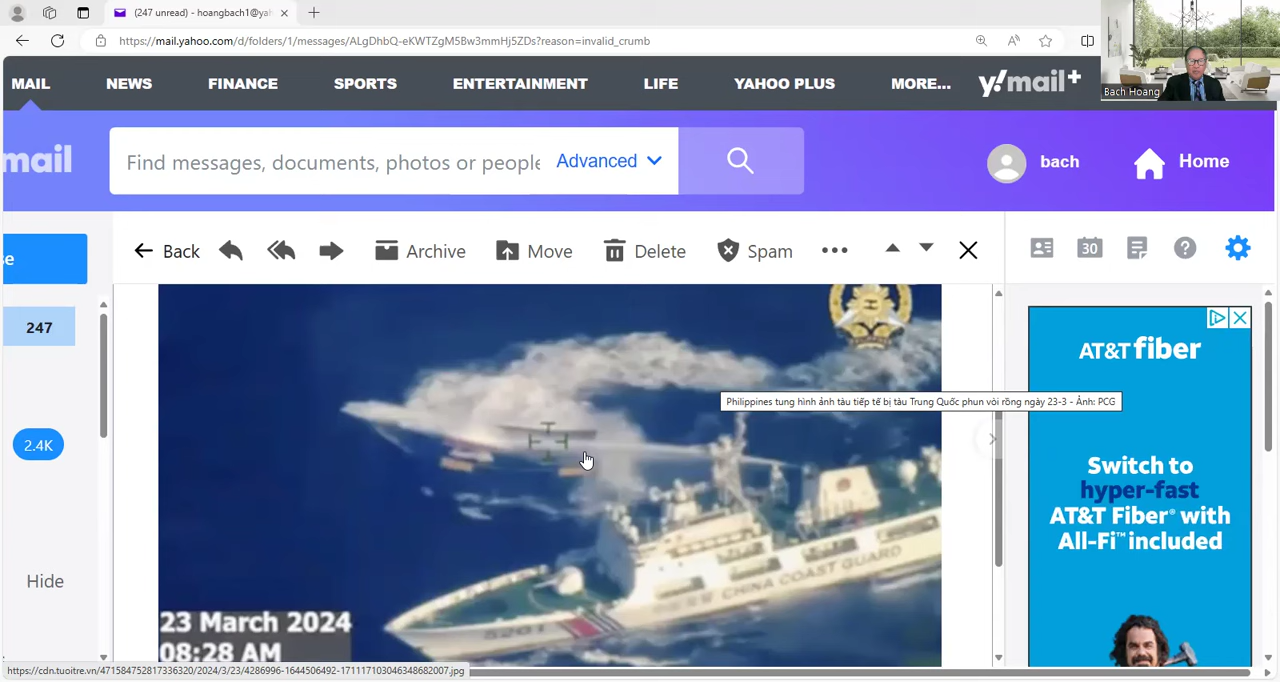 (247 unread) - hoangbach1@yah
https://mail.yahoo.com/d/folders/1/messages/ALgDhbQ-eKWTZgM5Bw3mmHj5ZDs?reason=invalid_crumb
Bach Hoang
MAIL NEWS FINANCE SPORTS ENTERTAINMENT LIFE YAHOO PLUS MORE... y!mail+
mail
Find messages, documents, photos or people
Advanced
bach
Home
e
Back
Archive
Move
Delete
Spam
30
247
2.4K
Hide
Philippines tung hình ảnh tàu tiếp tế bị tàu Trung Quốc phun vòi rồng ngày 23-3 - Ảnh: PCG
CHINA COAST GUARD
5201
23 March 2024
08:28 AM
AT&T fiber
Switch to
hyper-fast
AT&T Fiber® with
All-Fi™ included
https://cdn.tuoitre.vn/471584752817336320/2024/3/23/4286996-1644506492-171117103046348682007.jpg